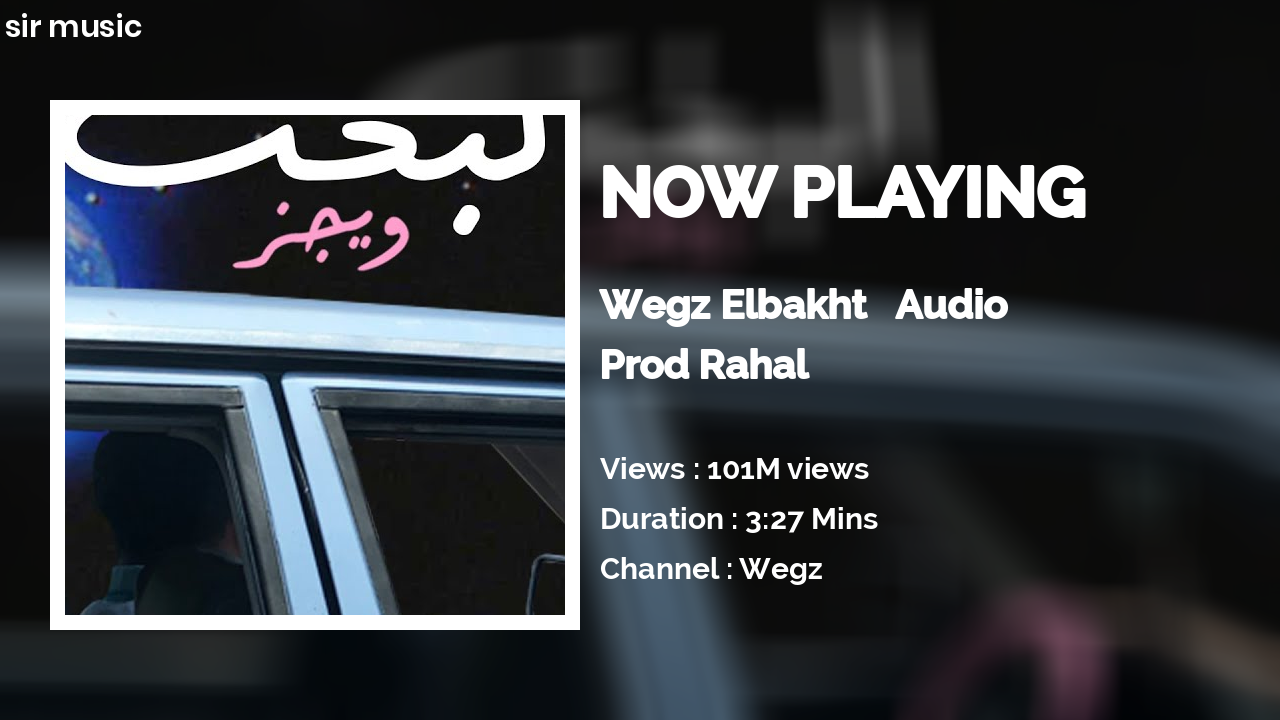 sir music
ويجز
NOW PLAYING
Wegz Elbakht Audio
Prod Rahal
Views : 101M views
Duration : 3:27 Mins
Channel : Wegz